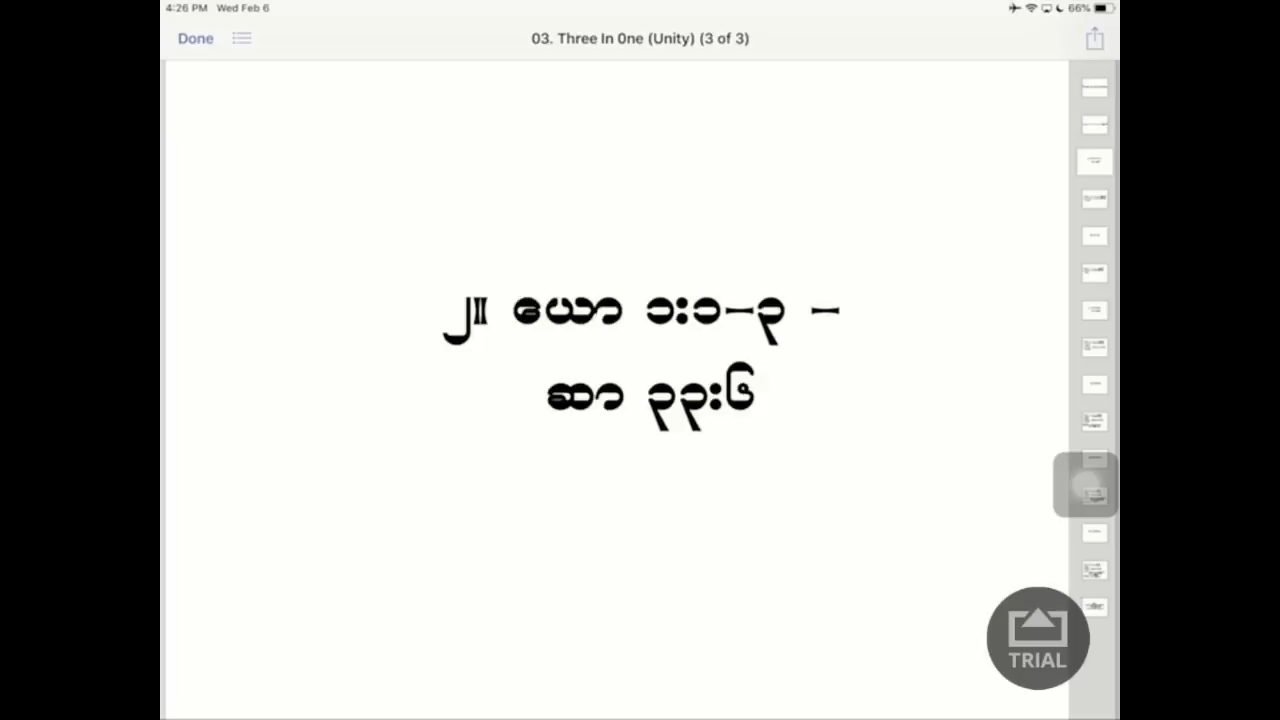 4:26 PM Wed Feb 6
66%
Done
03. Three In 0ne (Unity) (3 of 3)
၂။ ယော ၁း၁-၃ -
ဆာ ၃၃း၆
TRIAL